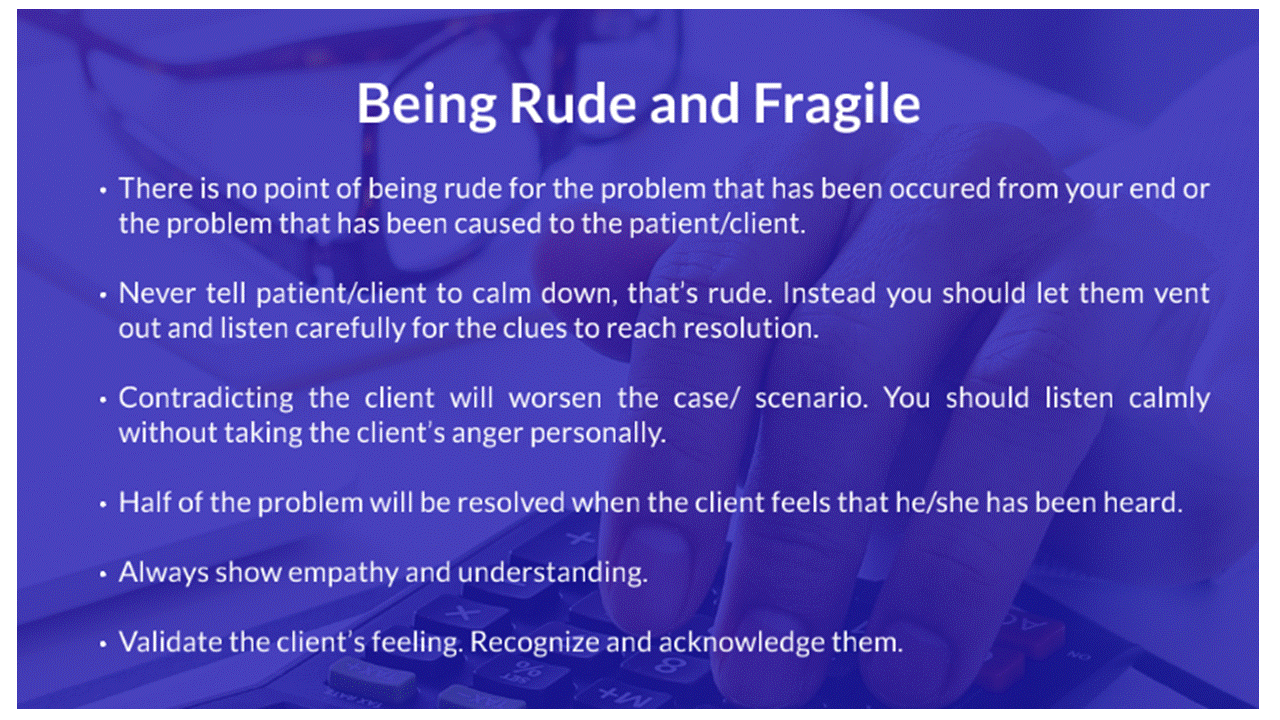 Being Rude and Fragile
• There is no point of being rude for the problem that has been occured from your end or
the problem that has been caused to the patient/client.
• Never tell patient/client to calm down, that's rude. Instead you should let them vent
out and listen carefully for the clues to reach resolution.
• Contradicting the client will worsen the case/ scenario. You should listen calmly
without taking the client's anger personally.
• Half of the problem will be resolved when the client feels that he/she has been heard.
• Always show empathy and understanding.
• Validate the client's feeling. Recognize and acknowledge them.
+
×
%
8
M+
ON
TAX RATE